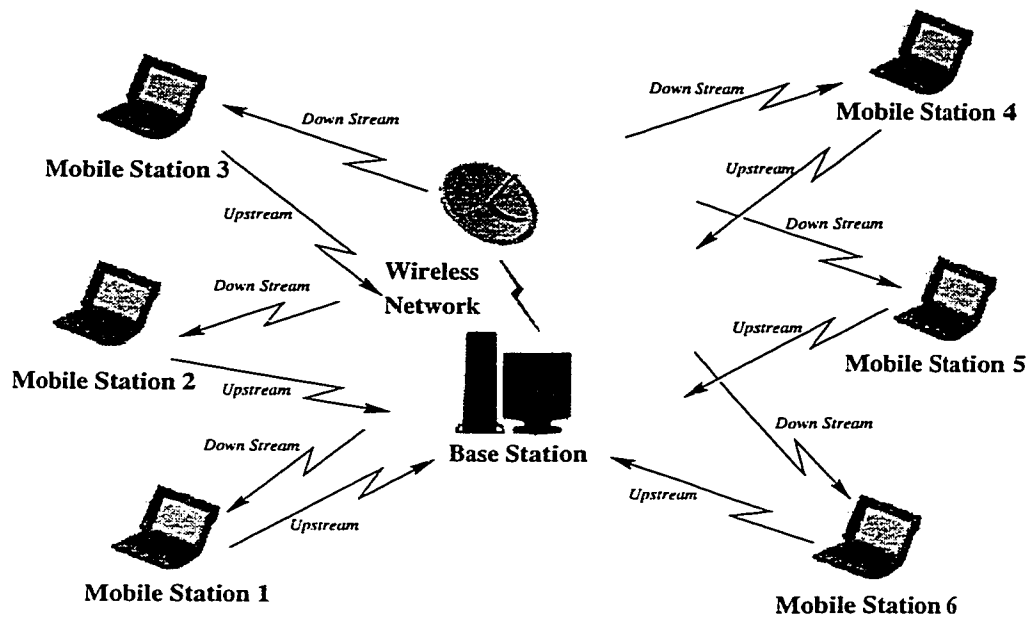 Down Stream
Mobile Station 4
Down Stream
Mobile Station 3
Upstream
Upstream
Down Stream
Wireless
Network
Down Stream
Upstream
Mobile Station 5
Mobile Station 2
Upstream
Down Stream
Down Stream
Base Station
Upstream
Upstream
Mobile Station 1
Mobile Station 6